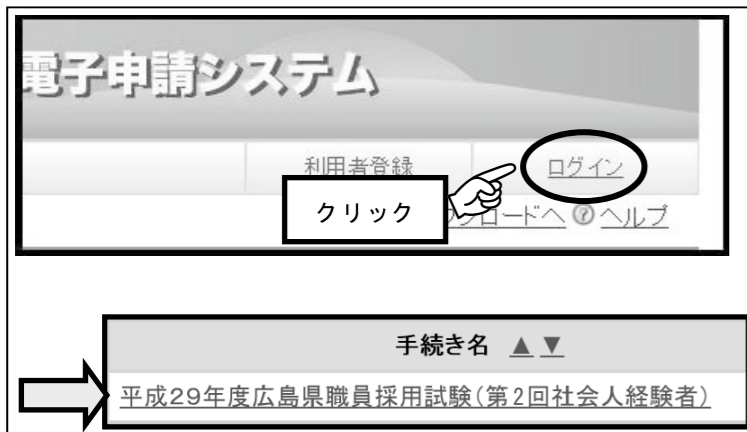 電子申請システム
利用者登録 ログイン
クリック
ロードへ ？ ヘルプ
手続き名 ▲ ▼
平成29年度広島県職員採用試験(第2回社会人経験者)